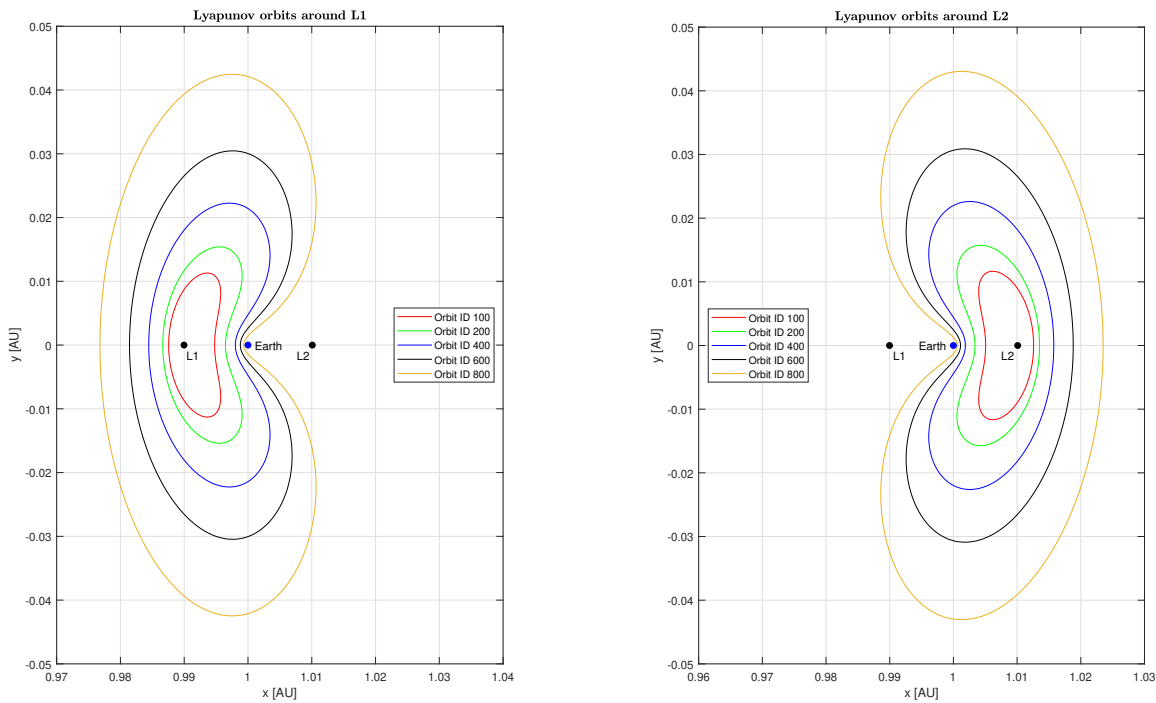 Lyapunov orbits around L1
0.05
0.04
0.03
0.02
0.01
0
-0.01
-0.02
-0.03
-0.04
-0.05
y [AU]
L1
Earth
L2
Orbit ID 100
Orbit ID 200
Orbit ID 400
Orbit ID 600
Orbit ID 800
0.97
0.98
0.99
1
1.01
1.02
1.03
1.04
x [AU]
Lyapunov orbits around L2
0.05
0.04
0.03
0.02
0.01
0
-0.01
-0.02
-0.03
-0.04
-0.05
y [AU]
Orbit ID 100
Orbit ID 200
Orbit ID 400
Orbit ID 600
Orbit ID 800
L1
Earth
L2
0.96
0.97
0.98
0.99
1
1.01
1.02
1.03
x [AU]